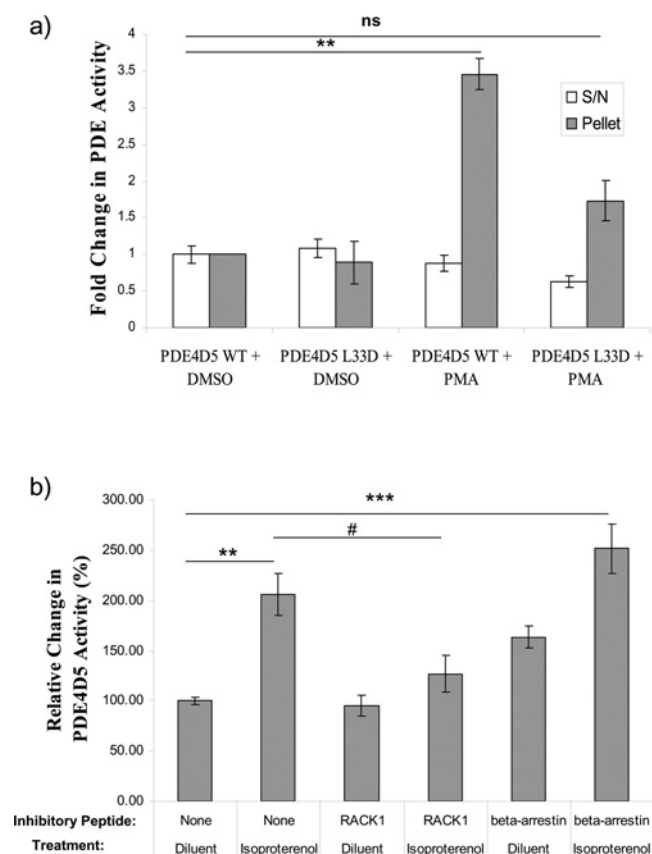 a)
ns
**
Fold Change in PDE Activity
4
3.5
3
2.5
2
1.5
1
0.5
0
S/N
Pellet
PDE4D5 WT + DMSO
PDE4D5 L33D + DMSO
PDE4D5 WT + PMA
PDE4D5 L33D + PMA
b)
***
#
**
Relative Change in
PDE4D5 Activity (%)
300.00
250.00
200.00
150.00
100.00
50.00
0.00
Inhibitory Peptide: None None RACK1 RACK1 beta-arrestin beta-arrestin
Treatment: Diluent Isoproterenol Diluent Isoproterenol Diluent Isoproterenol